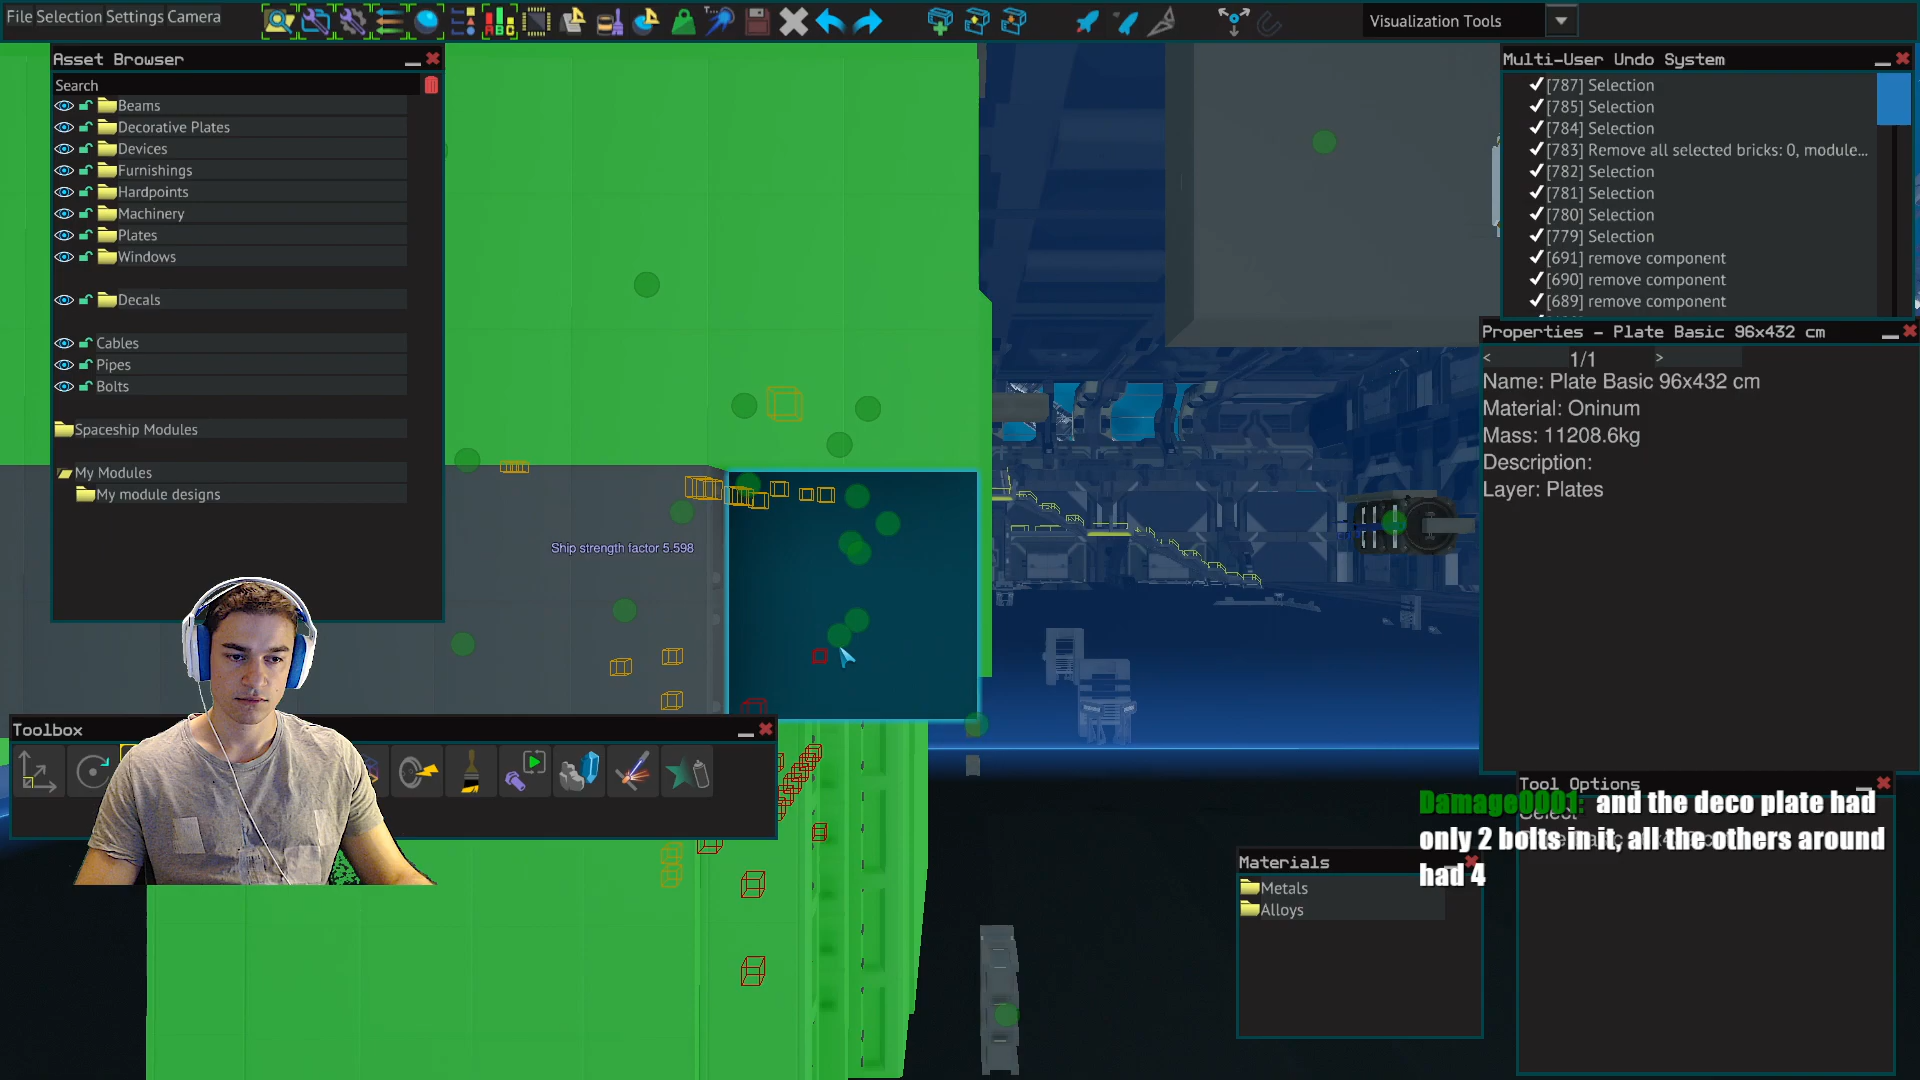 File Selection Settings Camera
Visualization Tools
Asset Browser
Search
Beams
Decorative Plates
Devices
Furnishings
Hardpoints
Machinery
Plates
Windows
Decals
Cables
Pipes
Bolts
Spaceship Modules
My Modules
My module designs
Multi-User Undo System
[787] Selection
[785] Selection
[784] Selection
[783] Remove all selected bricks: 0, module...
[782] Selection
[781] Selection
[780] Selection
[779] Selection
[691] remove component
[690] remove component
[689] remove component
Properties - Plate Basic 96x432 cm
< 1/1 >
Name: Plate Basic 96x432 cm
Material: Oninum
Mass: 11208.6kg
Description:
Layer: Plates
Ship strength factor 5.598
Toolbox
Tool Options
Select
Damage0001: and the deco plate had
only 2 bolts in it, all the others around
had 4
Materials
Metals
Alloys